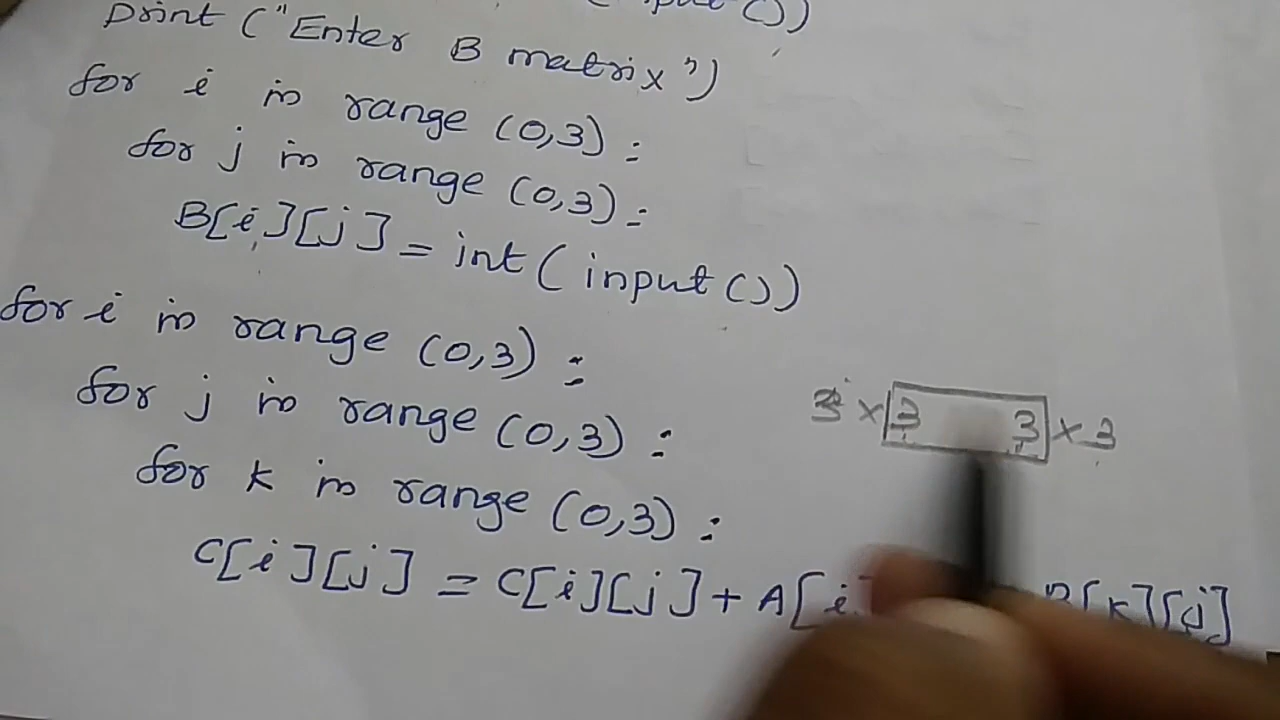 input ())
Print ("Enter B matrix")
for i in range (0,3) :
for j in range (0,3) :
B[i][j] = int ( input ())
for i in range (0,3) :
for j in range (0,3) :
3 × 3 3 × 3
for k in range (0,3) :
C[i][j] = C[i][j] + A[i B[k][j]